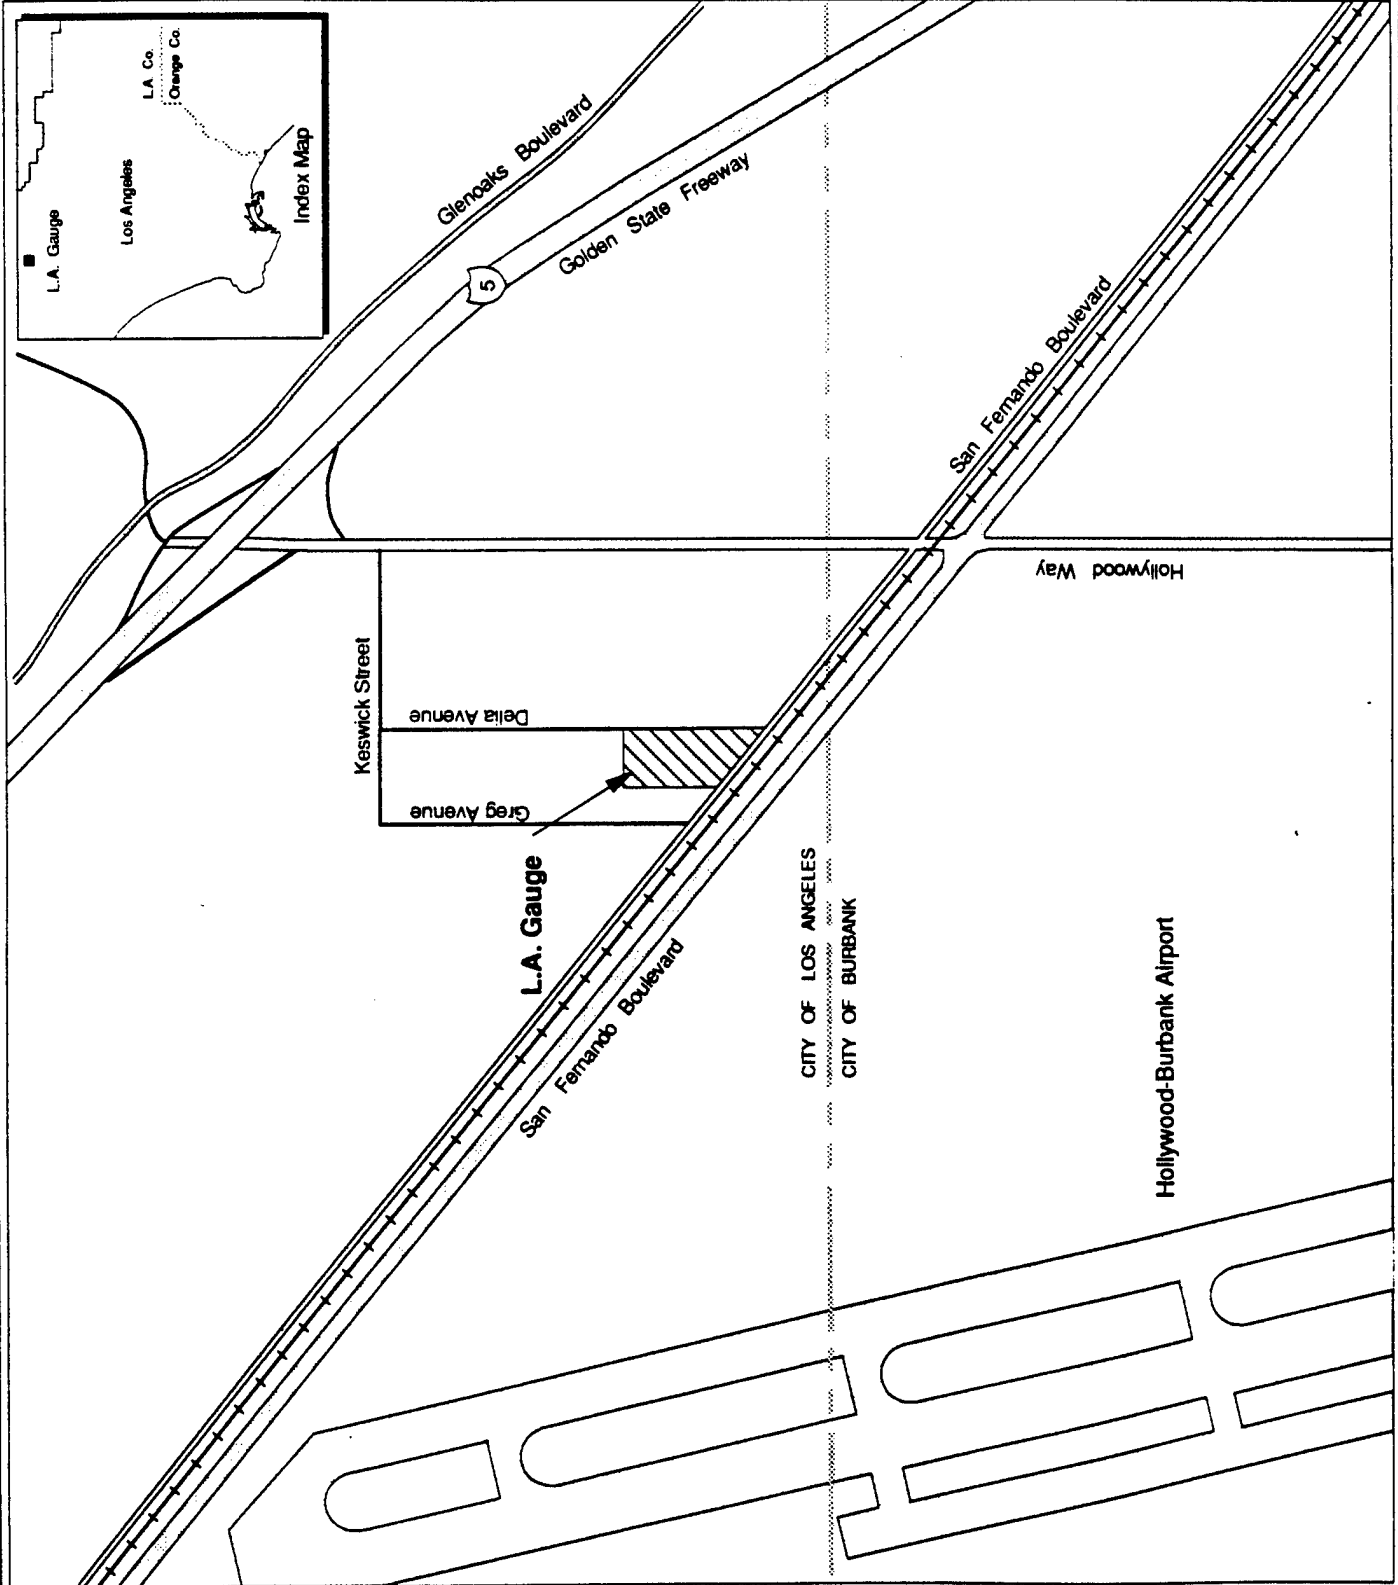 L.A. Gauge
Los Angeles
L.A. Co.
Orange Co.
Index Map
Glenoaks Boulevard
Golden State Freeway
5
San Fernando Boulevard
Hollywood Way
Keswick Street
Delia Avenue
Greg Avenue
L.A. Gauge
San Fernando Boulevard
CITY OF LOS ANGELES
CITY OF BURBANK
Hollywood-Burbank Airport